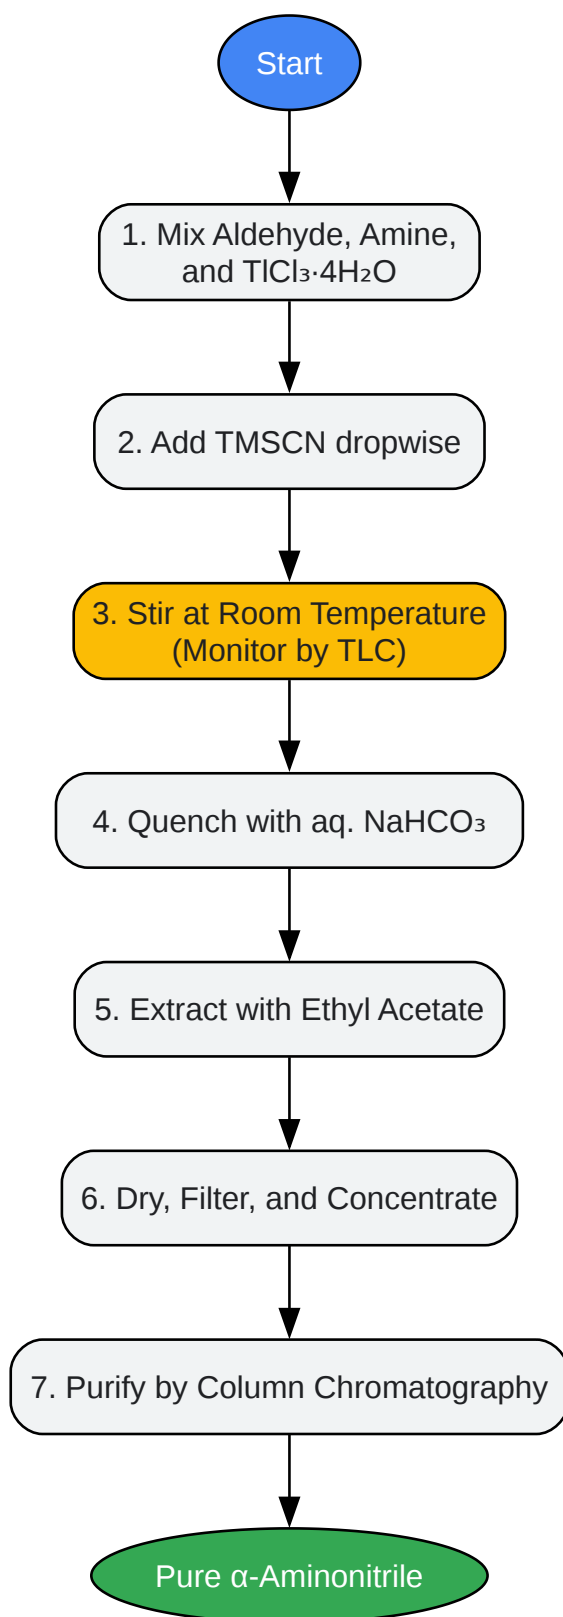 Start
1. Mix Aldehyde, Amine,
and TlCl₃·4H₂O
2. Add TMSCN dropwise
3. Stir at Room Temperature
(Monitor by TLC)
4. Quench with aq. NaHCO₃
5. Extract with Ethyl Acetate
6. Dry, Filter, and Concentrate
7. Purify by Column Chromatography
Pure α-Aminonitrile